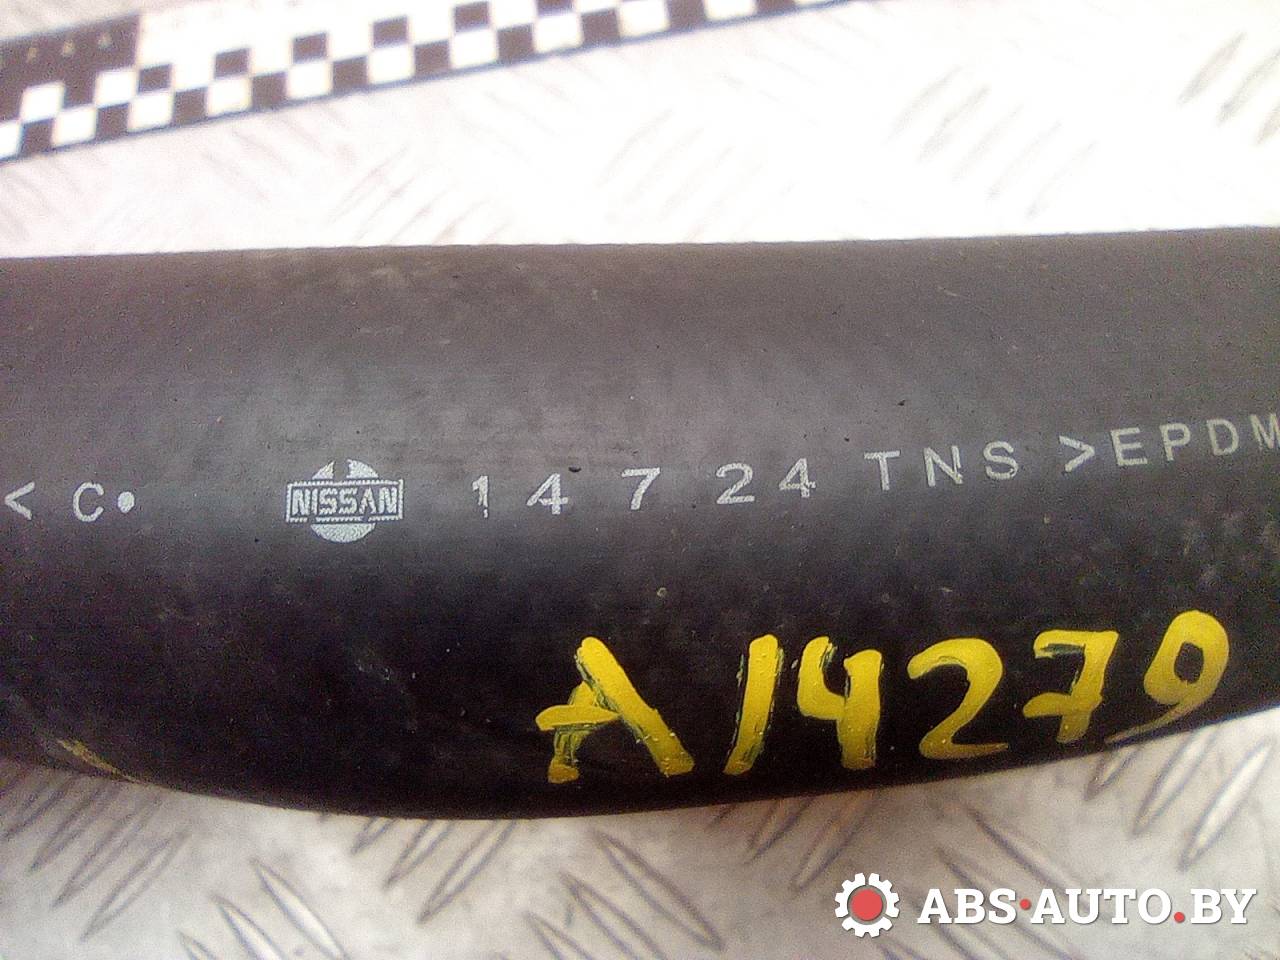 < C• NISSAN 14 7 24 TNS >EPDM
A14279
ABS-AUTO.BY